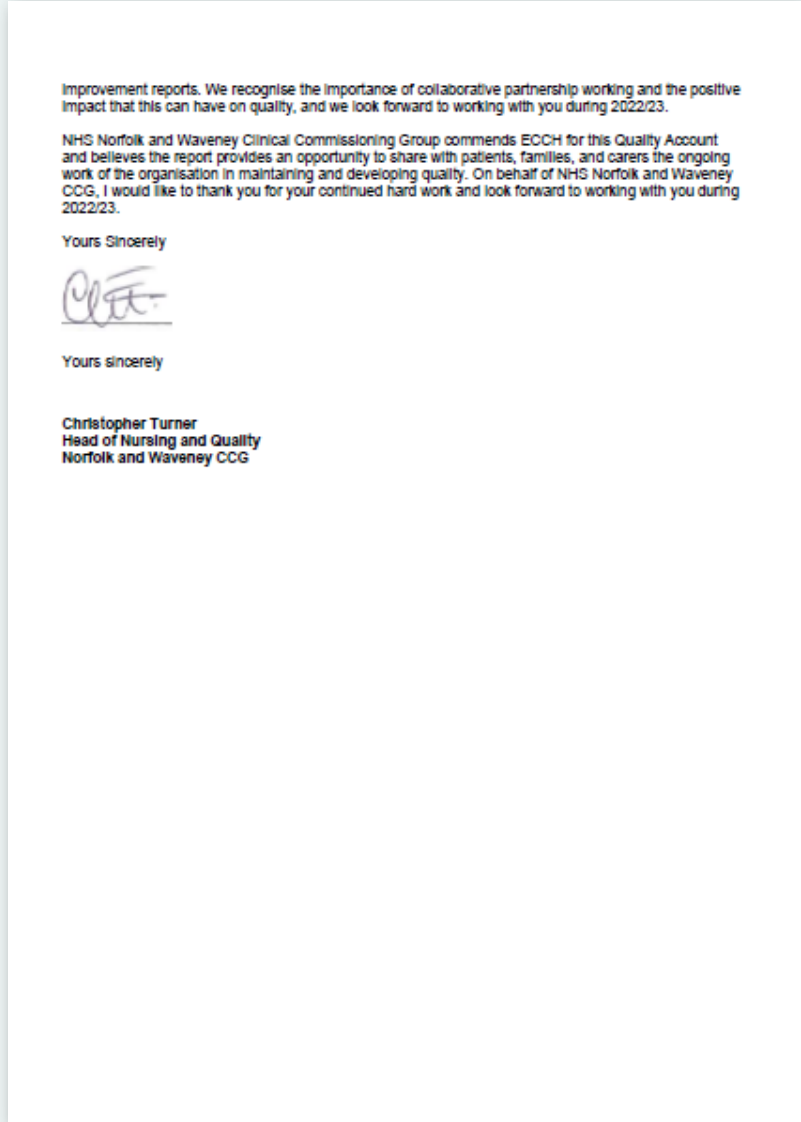 Improvement reports. We recognise the importance of collaborative partnership working and the positive
impact that this can have on quality, and we look forward to working with you during 2022/23.
NHS Norfolk and Waveney Clinical Commissioning Group commends ECCH for this Quality Account
and believes the report provides an opportunity to share with patients, families, and carers the ongoing
work of the organisation in maintaining and developing quality. On behalf of NHS Norfolk and Waveney
CCG, I would like to thank you for your continued hard work and look forward to working with you during
2022/23.
Yours Sincerely
Yours sincerely
Christopher Turner
Head of Nursing and Quality
Norfolk and Waveney CCG